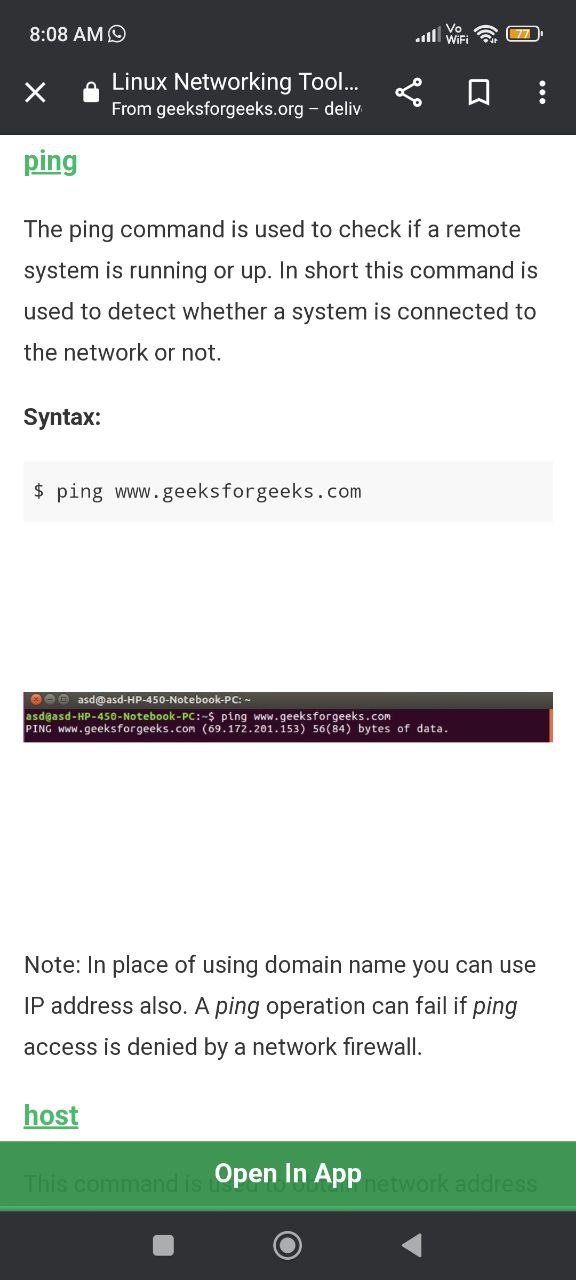 8:08 AM
Vo WiFi
77
Linux Networking Tool...
From geeksforgeeks.org – deliv
ping
The ping command is used to check if a remote
system is running or up. In short this command is
used to detect whether a system is connected to
the network or not.
Syntax:
$ ping www.geeksforgeeks.com
asd@asd-HP-450-Notebook-PC: ~
asd@asd-HP-450-Notebook-PC:~$ ping www.geeksforgeeks.com
PING www.geeksforgeeks.com (69.172.201.153) 56(84) bytes of data.
Note: In place of using domain name you can use
IP address also. A ping operation can fail if ping
access is denied by a network firewall.
host
Open In App
This command is used to obtain network address